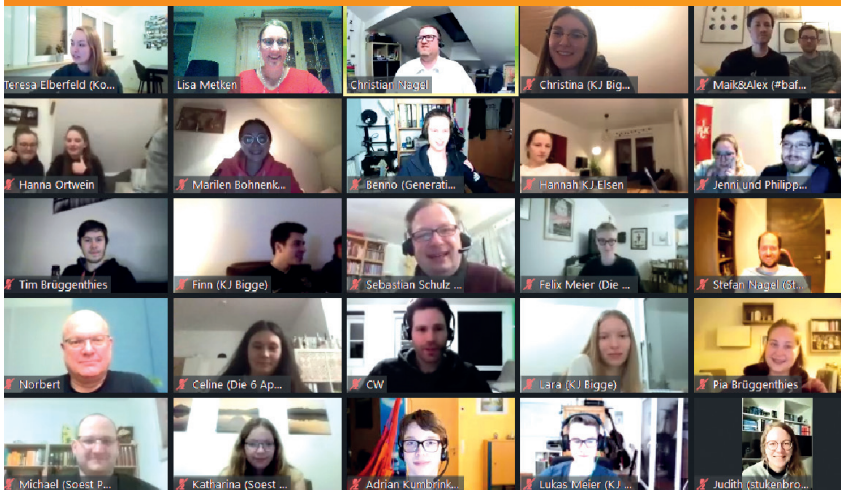 Teresa Elberfeld (Ko...
Lisa Metken
Christian Nagel
Christina (KJ Big...
Maik&Alex (#baf...
Hanna Ortwein
Marilen Bohnenk...
Benno (Generati...
Hannah KJ Elsen
Jenni und Philipp...
Tim Brüggenthies
Finn (KJ Bigge)
Sebastian Schulz ...
Felix Meier (Die ...
Stefan Nagel (St...
Norbert
Celine (Die 6 Ap...
CW
Lara (KJ Bigge)
Pia Brüggenthies
Michael (Soest P...
Katharina (Soest ...
Adrian Kumbrink...
Lukas Meier (KJ ...
Judith (stukenbro...